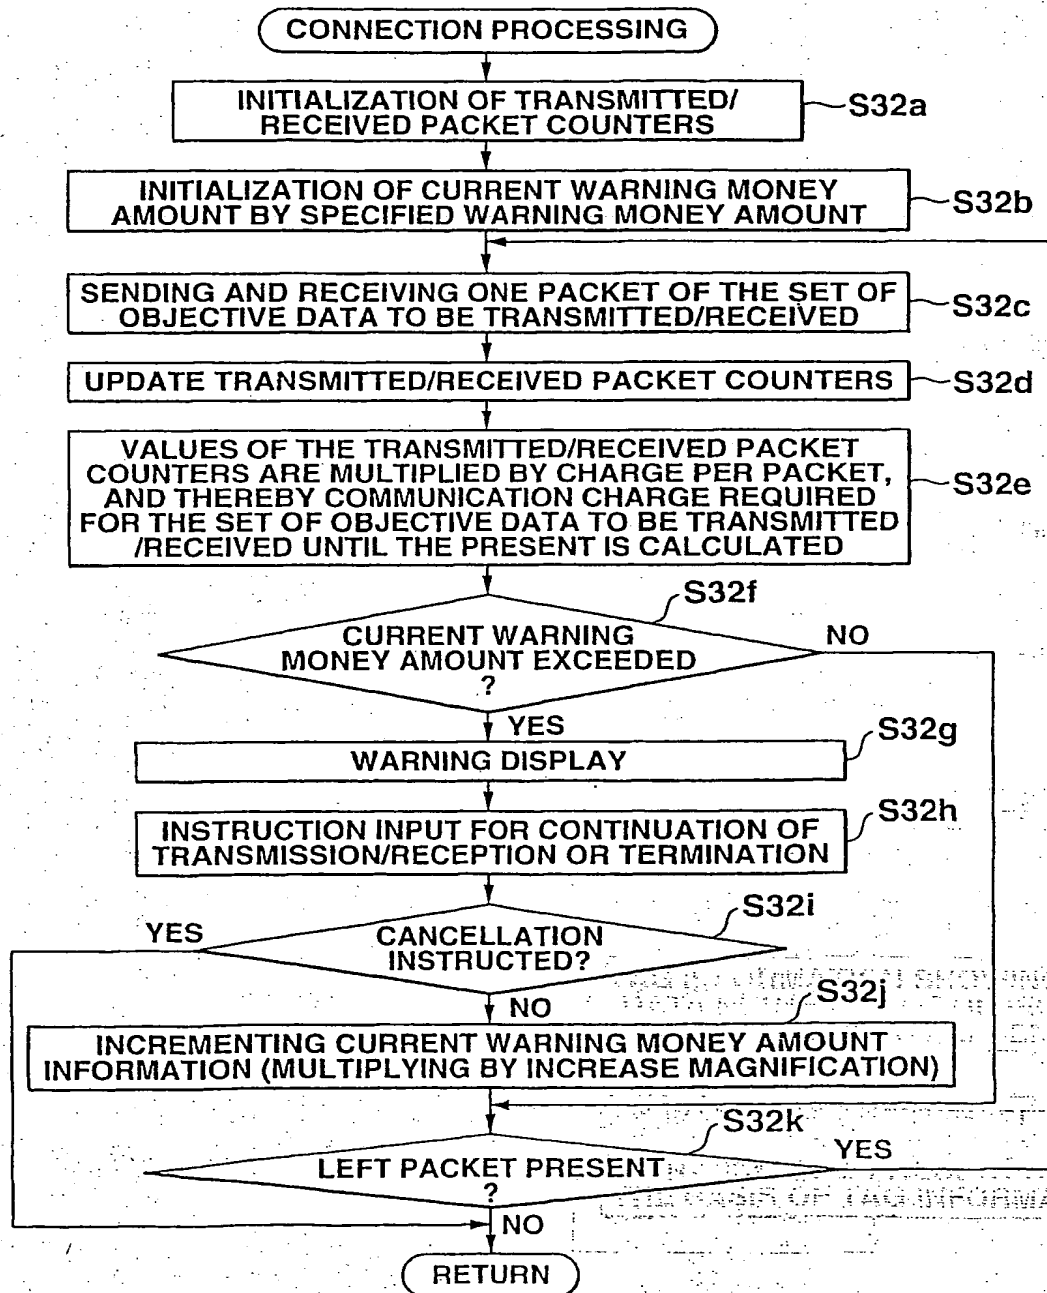 CONNECTION PROCESSING
INITIALIZATION OF TRANSMITTED/
RECEIVED PACKET COUNTERS
S32a
INITIALIZATION OF CURRENT WARNING MONEY
AMOUNT BY SPECIFIED WARNING MONEY AMOUNT
S32b
SENDING AND RECEIVING ONE PACKET OF THE SET OF
OBJECTIVE DATA TO BE TRANSMITTED/RECEIVED
S32c
UPDATE TRANSMITTED/RECEIVED PACKET COUNTERS
S32d
VALUES OF THE TRANSMITTED/RECEIVED PACKET
COUNTERS ARE MULTIPLIED BY CHARGE PER PACKET,
AND THEREBY COMMUNICATION CHARGE REQUIRED
FOR THE SET OF OBJECTIVE DATA TO BE TRANSMITTED
/RECEIVED UNTIL THE PRESENT IS CALCULATED
S32e
S32f
CURRENT WARNING
MONEY AMOUNT EXCEEDED
?
NO
YES
S32g
WARNING DISPLAY
S32h
INSTRUCTION INPUT FOR CONTINUATION OF
TRANSMISSION/RECEPTION OR TERMINATION
S32i
YES
CANCELLATION
INSTRUCTED?
NO
S32j
INCREMENTING CURRENT WARNING MONEY AMOUNT
INFORMATION (MULTIPLYING BY INCREASE MAGNIFICATION)
S32k
LEFT PACKET PRESENT
?
YES
NO
RETURN